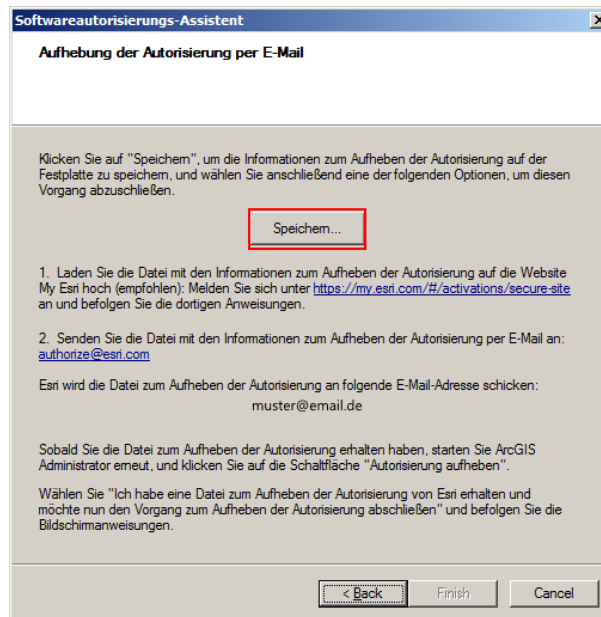 Softwareautorisierungs-Assistent
Aufhebung der Autorisierung per E-Mail
Klicken Sie auf "Speichern", um die Informationen zum Aufheben der Autorisierung auf der
Festplatte zu speichern, und wählen Sie anschließend eine der folgenden Optionen, um diesen
Vorgang abzuschließen.
Speichern...
1. Laden Sie die Datei mit den Informationen zum Aufheben der Autorisierung auf die Website
My Esri hoch (empfohlen): Melden Sie sich unter https://my.esri.com/#/activations/secure-site
an und befolgen Sie die dortigen Anweisungen.
2. Senden Sie die Datei mit den Informationen zum Aufheben der Autorisierung per E-Mail an:
authorize@esri.com
Esri wird die Datei zum Aufheben der Autorisierung an folgende E-Mail-Adresse schicken:
muster@email.de
Sobald Sie die Datei zum Aufheben der Autorisierung erhalten haben, starten Sie ArcGIS
Administrator erneut, und klicken Sie auf die Schaltfläche "Autorisierung aufheben".
Wählen Sie "Ich habe eine Datei zum Aufheben der Autorisierung von Esri erhalten und
möchte nun den Vorgang zum Aufheben der Autorisierung abschließen" und befolgen Sie die
Bildschirmanweisungen.
< Back Finish Cancel